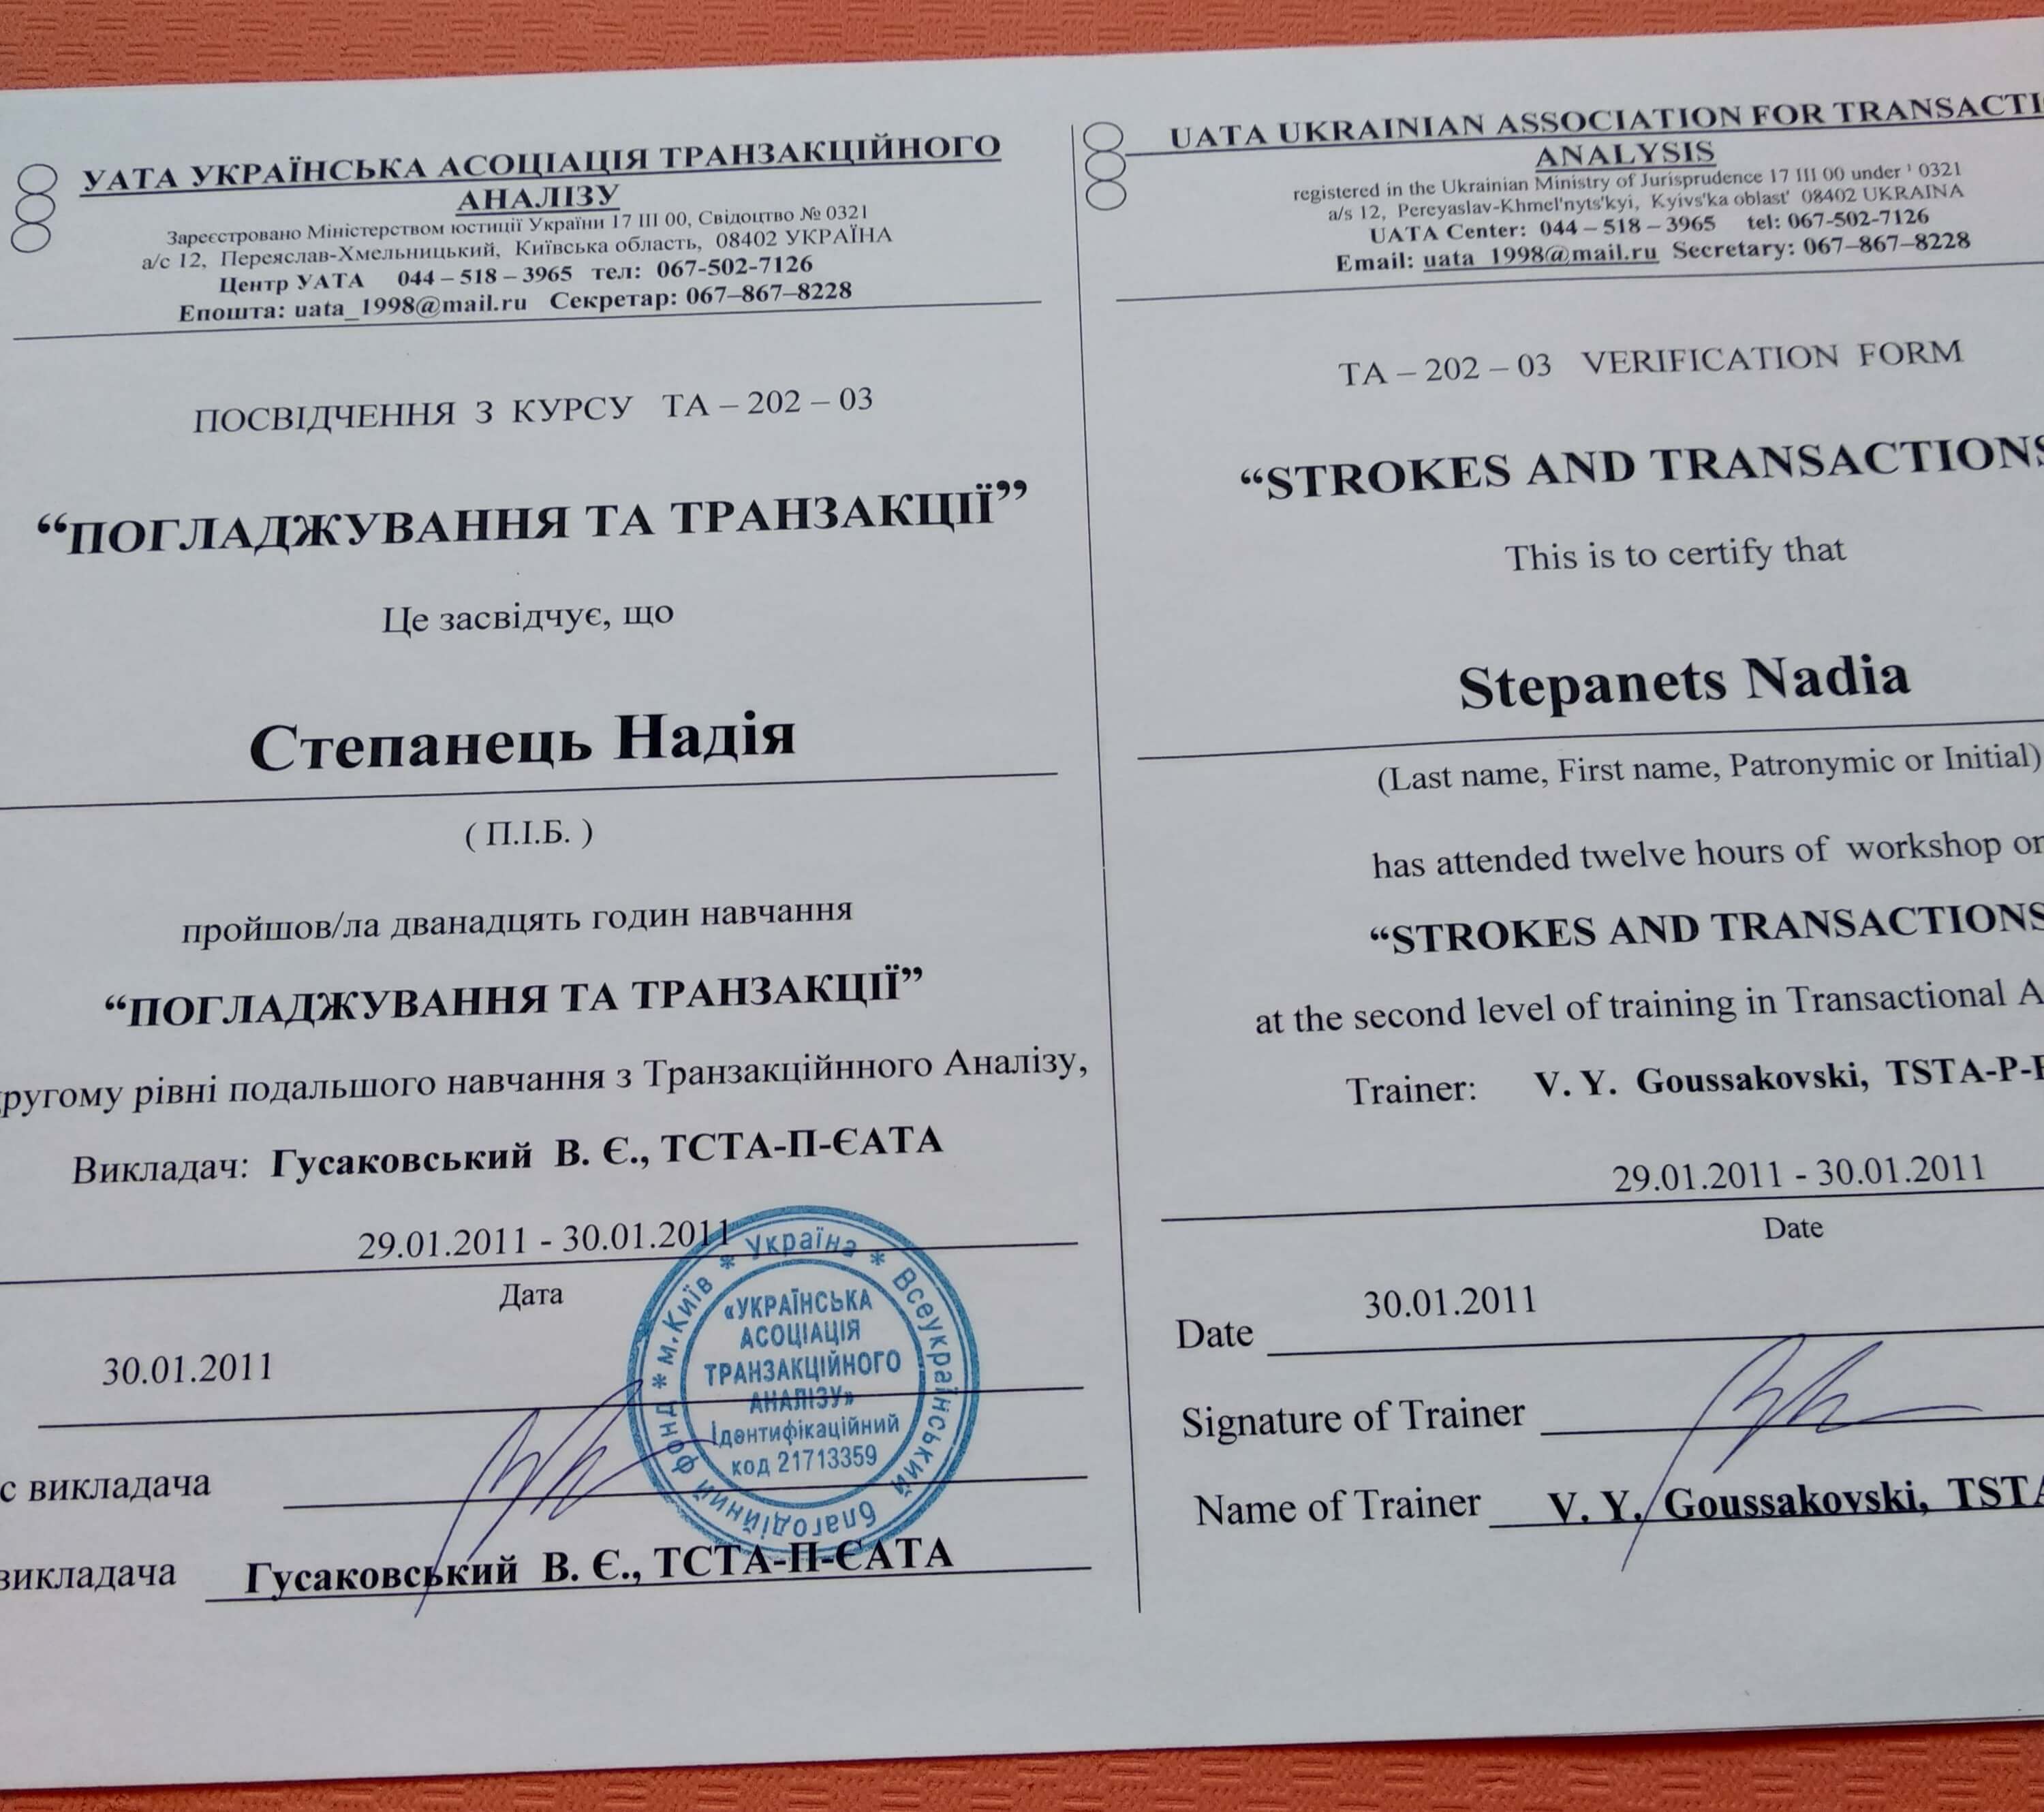 УАТА УКРАЇНСЬКА АСОЦІАЦІЯ ТРАНЗАКЦІЙНОГО
АНАЛІЗУ
Зареєстровано Міністерством юстиції України 17 III 00, Свідоцтво № 0321
а/с 12, Переяслав-Хмельницький, Київська область, 08402 УКРАЇНА
Центр УАТА 044 – 518 – 3965 тел: 067-502-7126
Епошта: uata_1998@mail.ru Секретар: 067–867–8228
ПОСВІДЧЕННЯ З КУРСУ ТА – 202 – 03
“ПОГЛАДЖУВАННЯ ТА ТРАНЗАКЦІЇ”
Це засвідчує, що
Степанець Надія
( П.І.Б. )
пройшов/ла дванадцять годин навчання
“ПОГЛАДЖУВАННЯ ТА ТРАНЗАКЦІЇ”
ругому рівні подальшого навчання з Транзакційнного Аналізу,
Викладач: Гусаковський В. Є., ТСТА-П-ЄАТА
29.01.2011 - 30.01.2011
Дата
30.01.2011
с викладача
викладача Гусаковський В. Є., ТСТА-П-ЄАТА
* м.Київ * Україна * Всеукраїнський благодійний фонд
«УКРАЇНСЬКА
АСОЦІАЦІЯ
ТРАНЗАКЦІЙНОГО
АНАЛІЗУ»
Ідентифікаційний
код 21713359
UATA UKRAINIAN ASSOCIATION FOR TRANSACTI
ANALYSIS
registered in the Ukrainian Ministry of Jurisprudence 17 III 00 under ¹ 0321
a/s 12, Pereyaslav-Khmel'nyts'kyi, Kyivs'ka oblast' 08402 UKRAINA
UATA Center: 044 – 518 – 3965 tel: 067-502-7126
Email: uata_1998@mail.ru Secretary: 067–867–8228
TA – 202 – 03 VERIFICATION FORM
“STROKES AND TRANSACTIONS
This is to certify that
Stepanets Nadia
(Last name, First name, Patronymic or Initial)
has attended twelve hours of workshop on
“STROKES AND TRANSACTIONS
at the second level of training in Transactional A
Trainer: V. Y. Goussakovski, TSTA-P-E
29.01.2011 - 30.01.2011
Date
Date 30.01.2011
Signature of Trainer
Name of Trainer V. Y. Goussakovski, TSTA